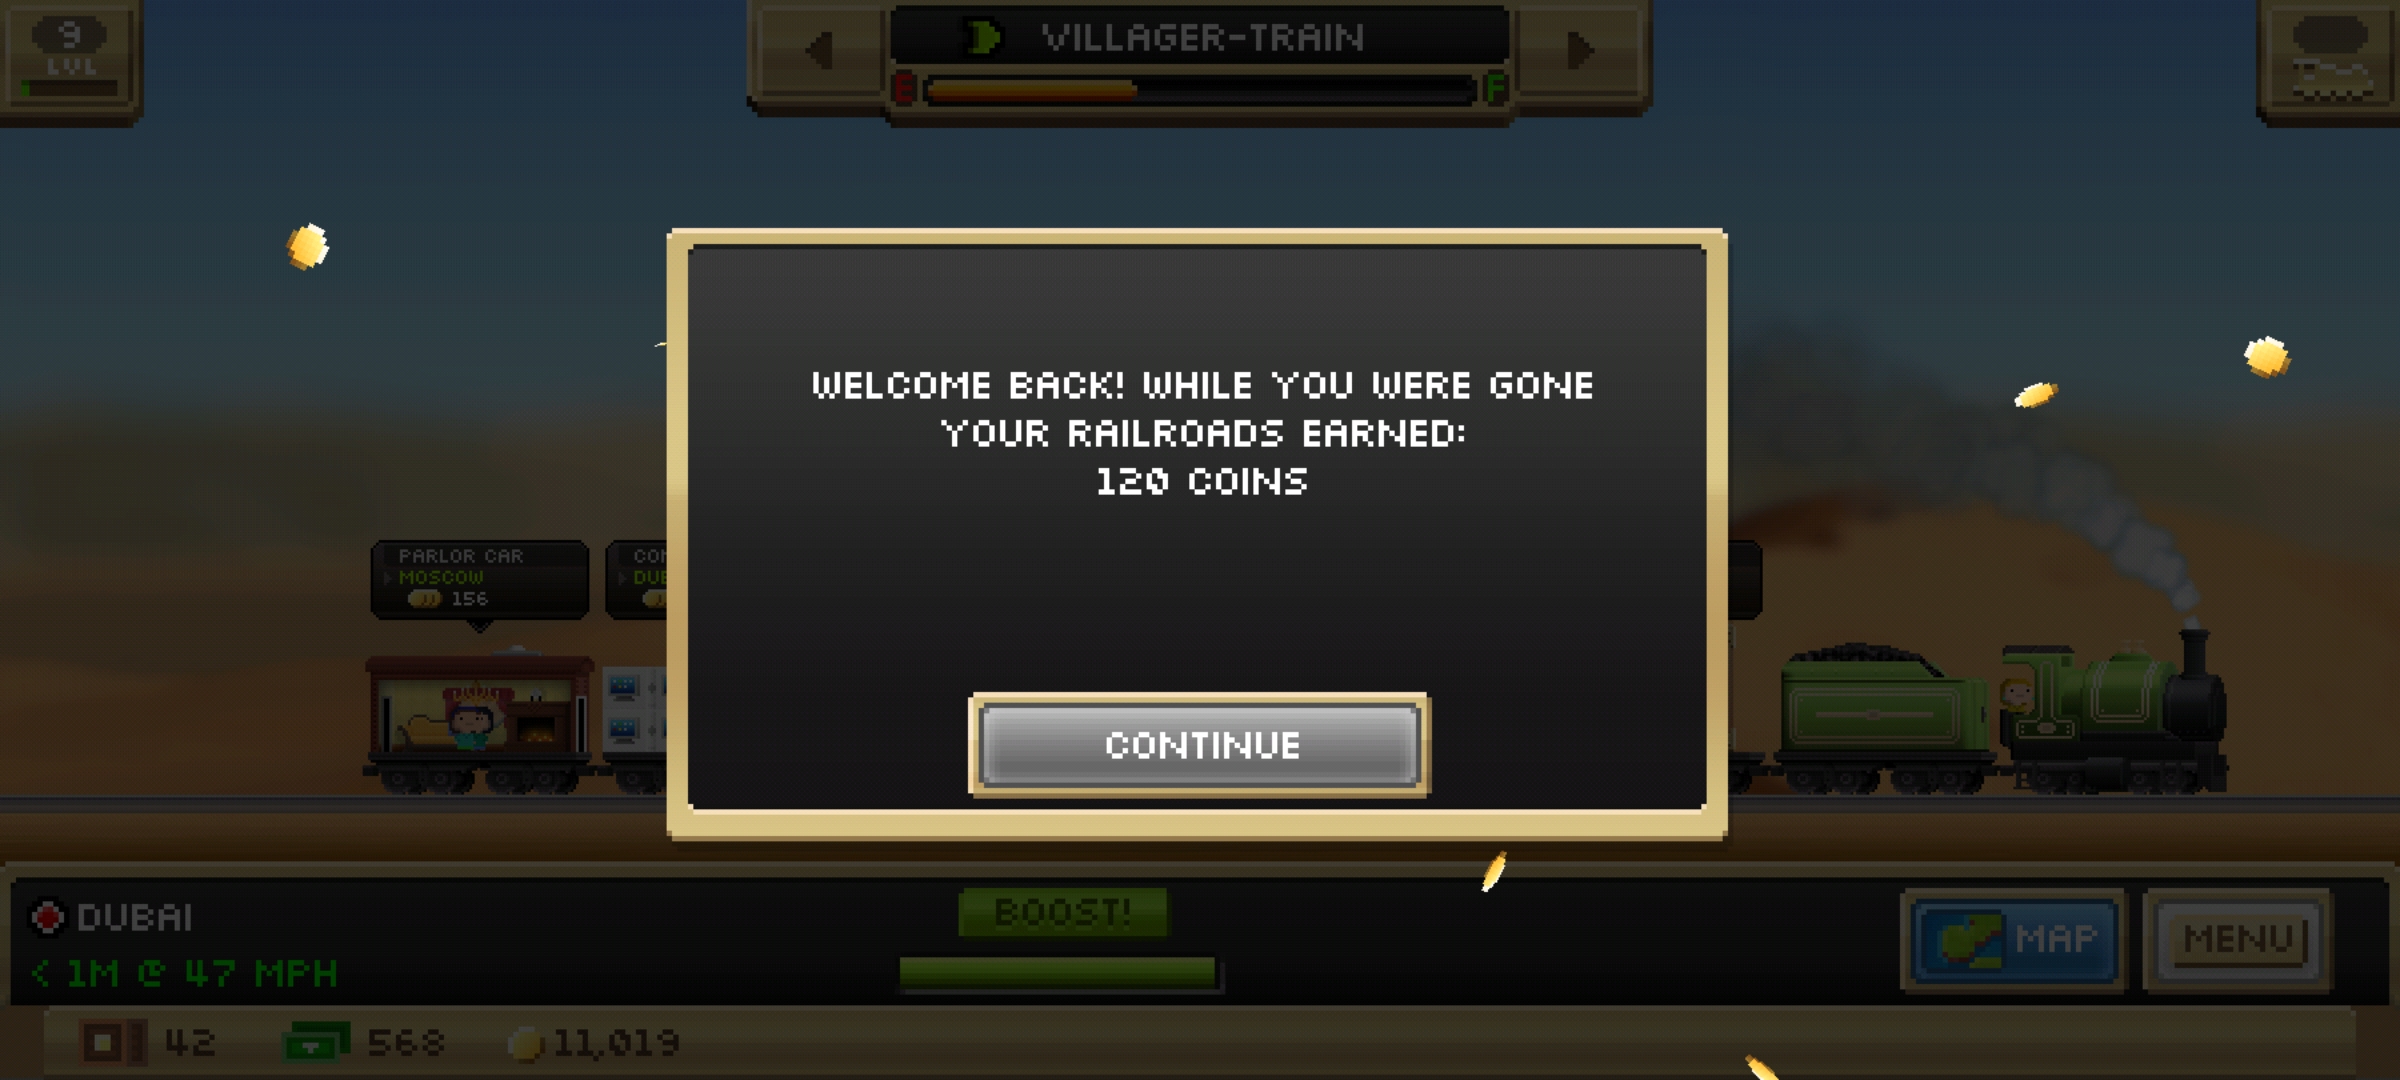 9
LVL
VILLAGER-TRAIN
E F
WELCOME BACK! WHILE YOU WERE GONE
YOUR RAILROADS EARNED:
120 COINS
PARLOR CAR
MOSCOW
156
CONTINUE
DUBAI
< 1M @ 47 MPH
BOOST!
MAP
MENU
42
568
11,019